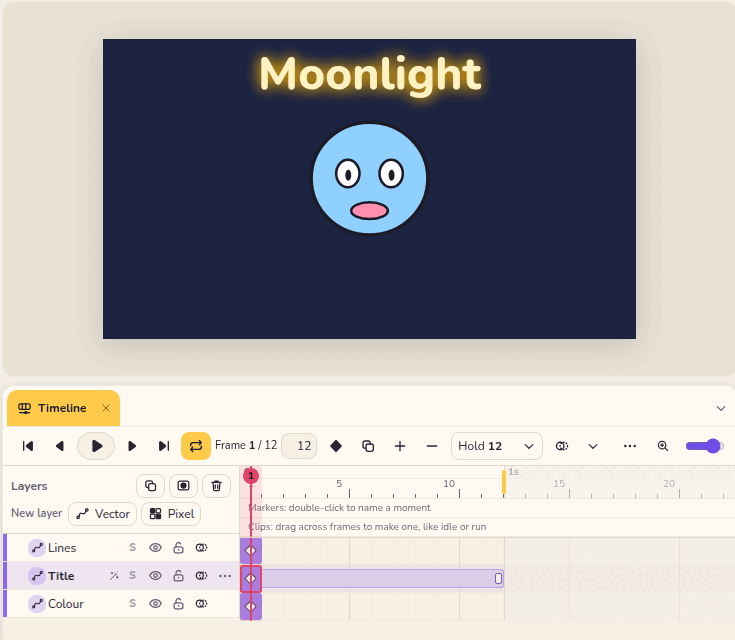 Moonlight
Timeline
Frame 1 / 12 12 Hold 12
1 5 10 1s 15 20
Layers
Markers: double-click to name a moment
New layer Vector Pixel
Clips: drag across frames to make one, like idle or run
Lines S
Title S
Colour S